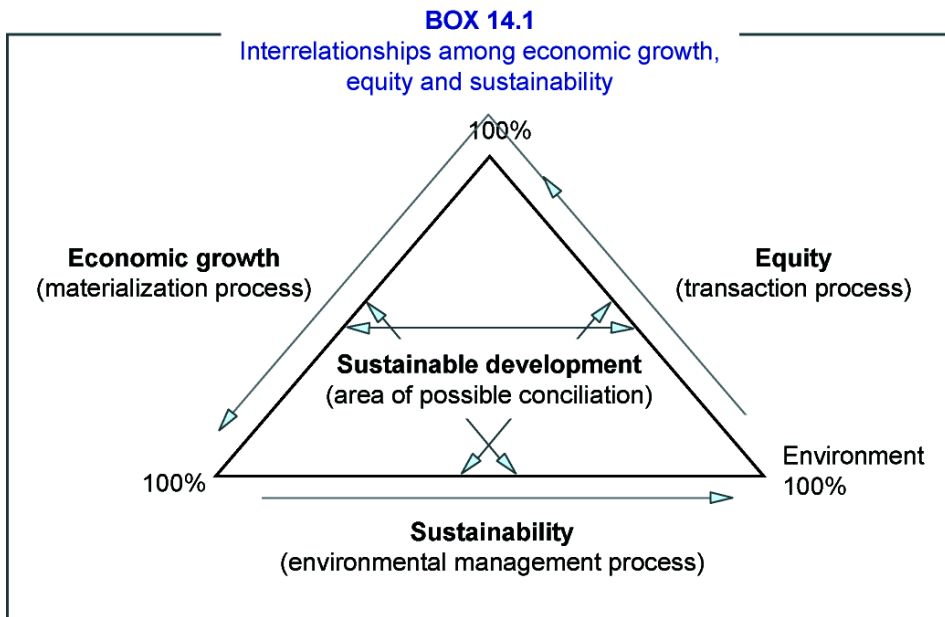 BOX 14.1
Interrelationships among economic growth,
equity and sustainability
100%
Economic growth
(materialization process)
Equity
(transaction process)
Sustainable development
(area of possible conciliation)
100%
Environment
100%
Sustainability
(environmental management process)